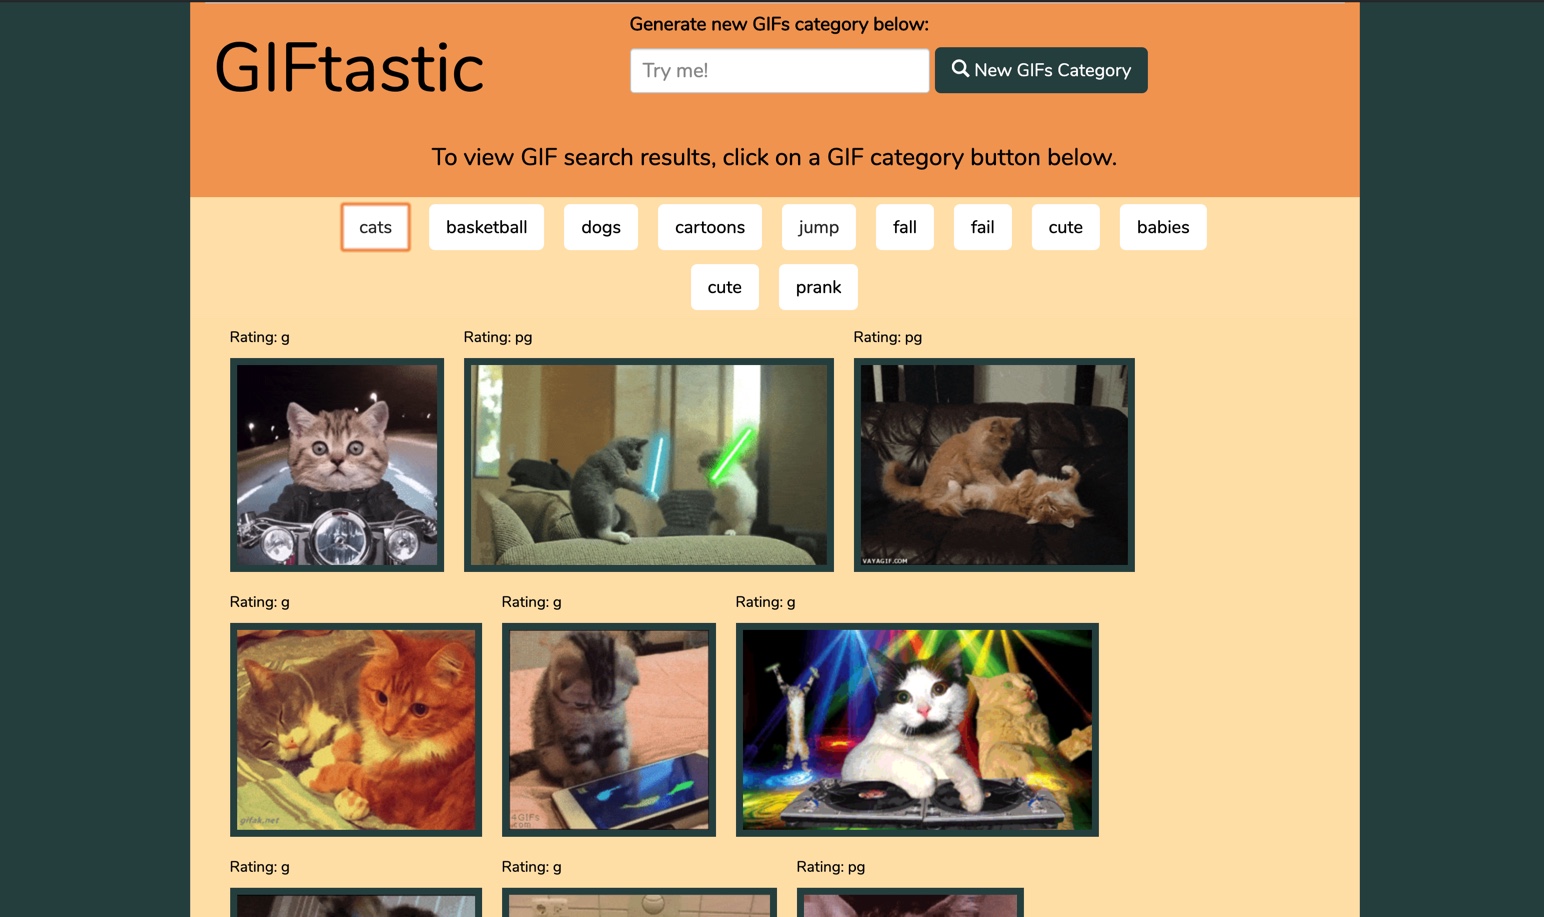 Generate new GIFs category below:
GIFtastic
Try me!
New GIFs Category
To view GIF search results, click on a GIF category button below.
cats basketball dogs cartoons jump fall fail cute babies
cute prank
Rating: g Rating: pg Rating: pg
VAYAGIF.COM
Rating: g Rating: g Rating: g
gifak.net
4GIFs
.com
Rating: g Rating: g Rating: pg